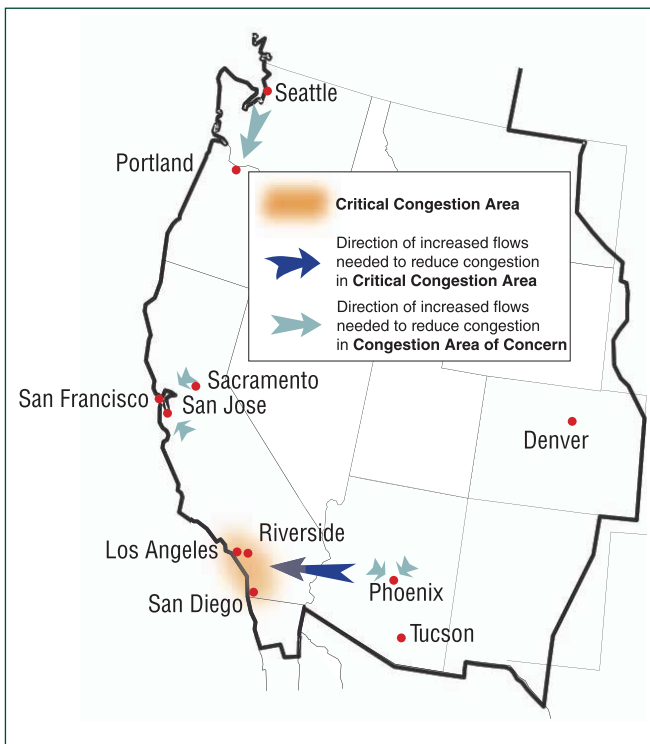 Seattle
Portland
Critical Congestion Area
Direction of increased flows
needed to reduce congestion
in Critical Congestion Area
Direction of increased flows
needed to reduce congestion
in Congestion Area of Concern
Sacramento
San Francisco
San Jose
Denver
Riverside
Los Angeles
Phoenix
San Diego
Tucson